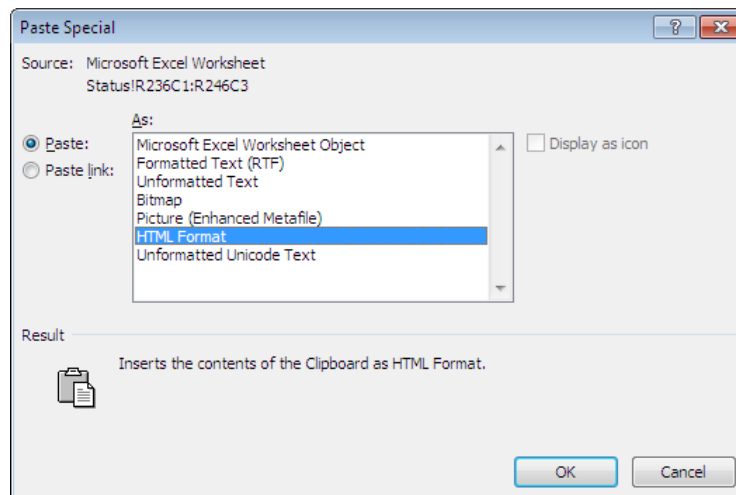 Paste Special
Source: Microsoft Excel Worksheet
Status!R236C1:R246C3
As:
Paste:
Paste link:
Microsoft Excel Worksheet Object
Formatted Text (RTF)
Unformatted Text
Bitmap
Picture (Enhanced Metafile)
HTML Format
Unformatted Unicode Text
Display as icon
Result
Inserts the contents of the Clipboard as HTML Format.
OK Cancel